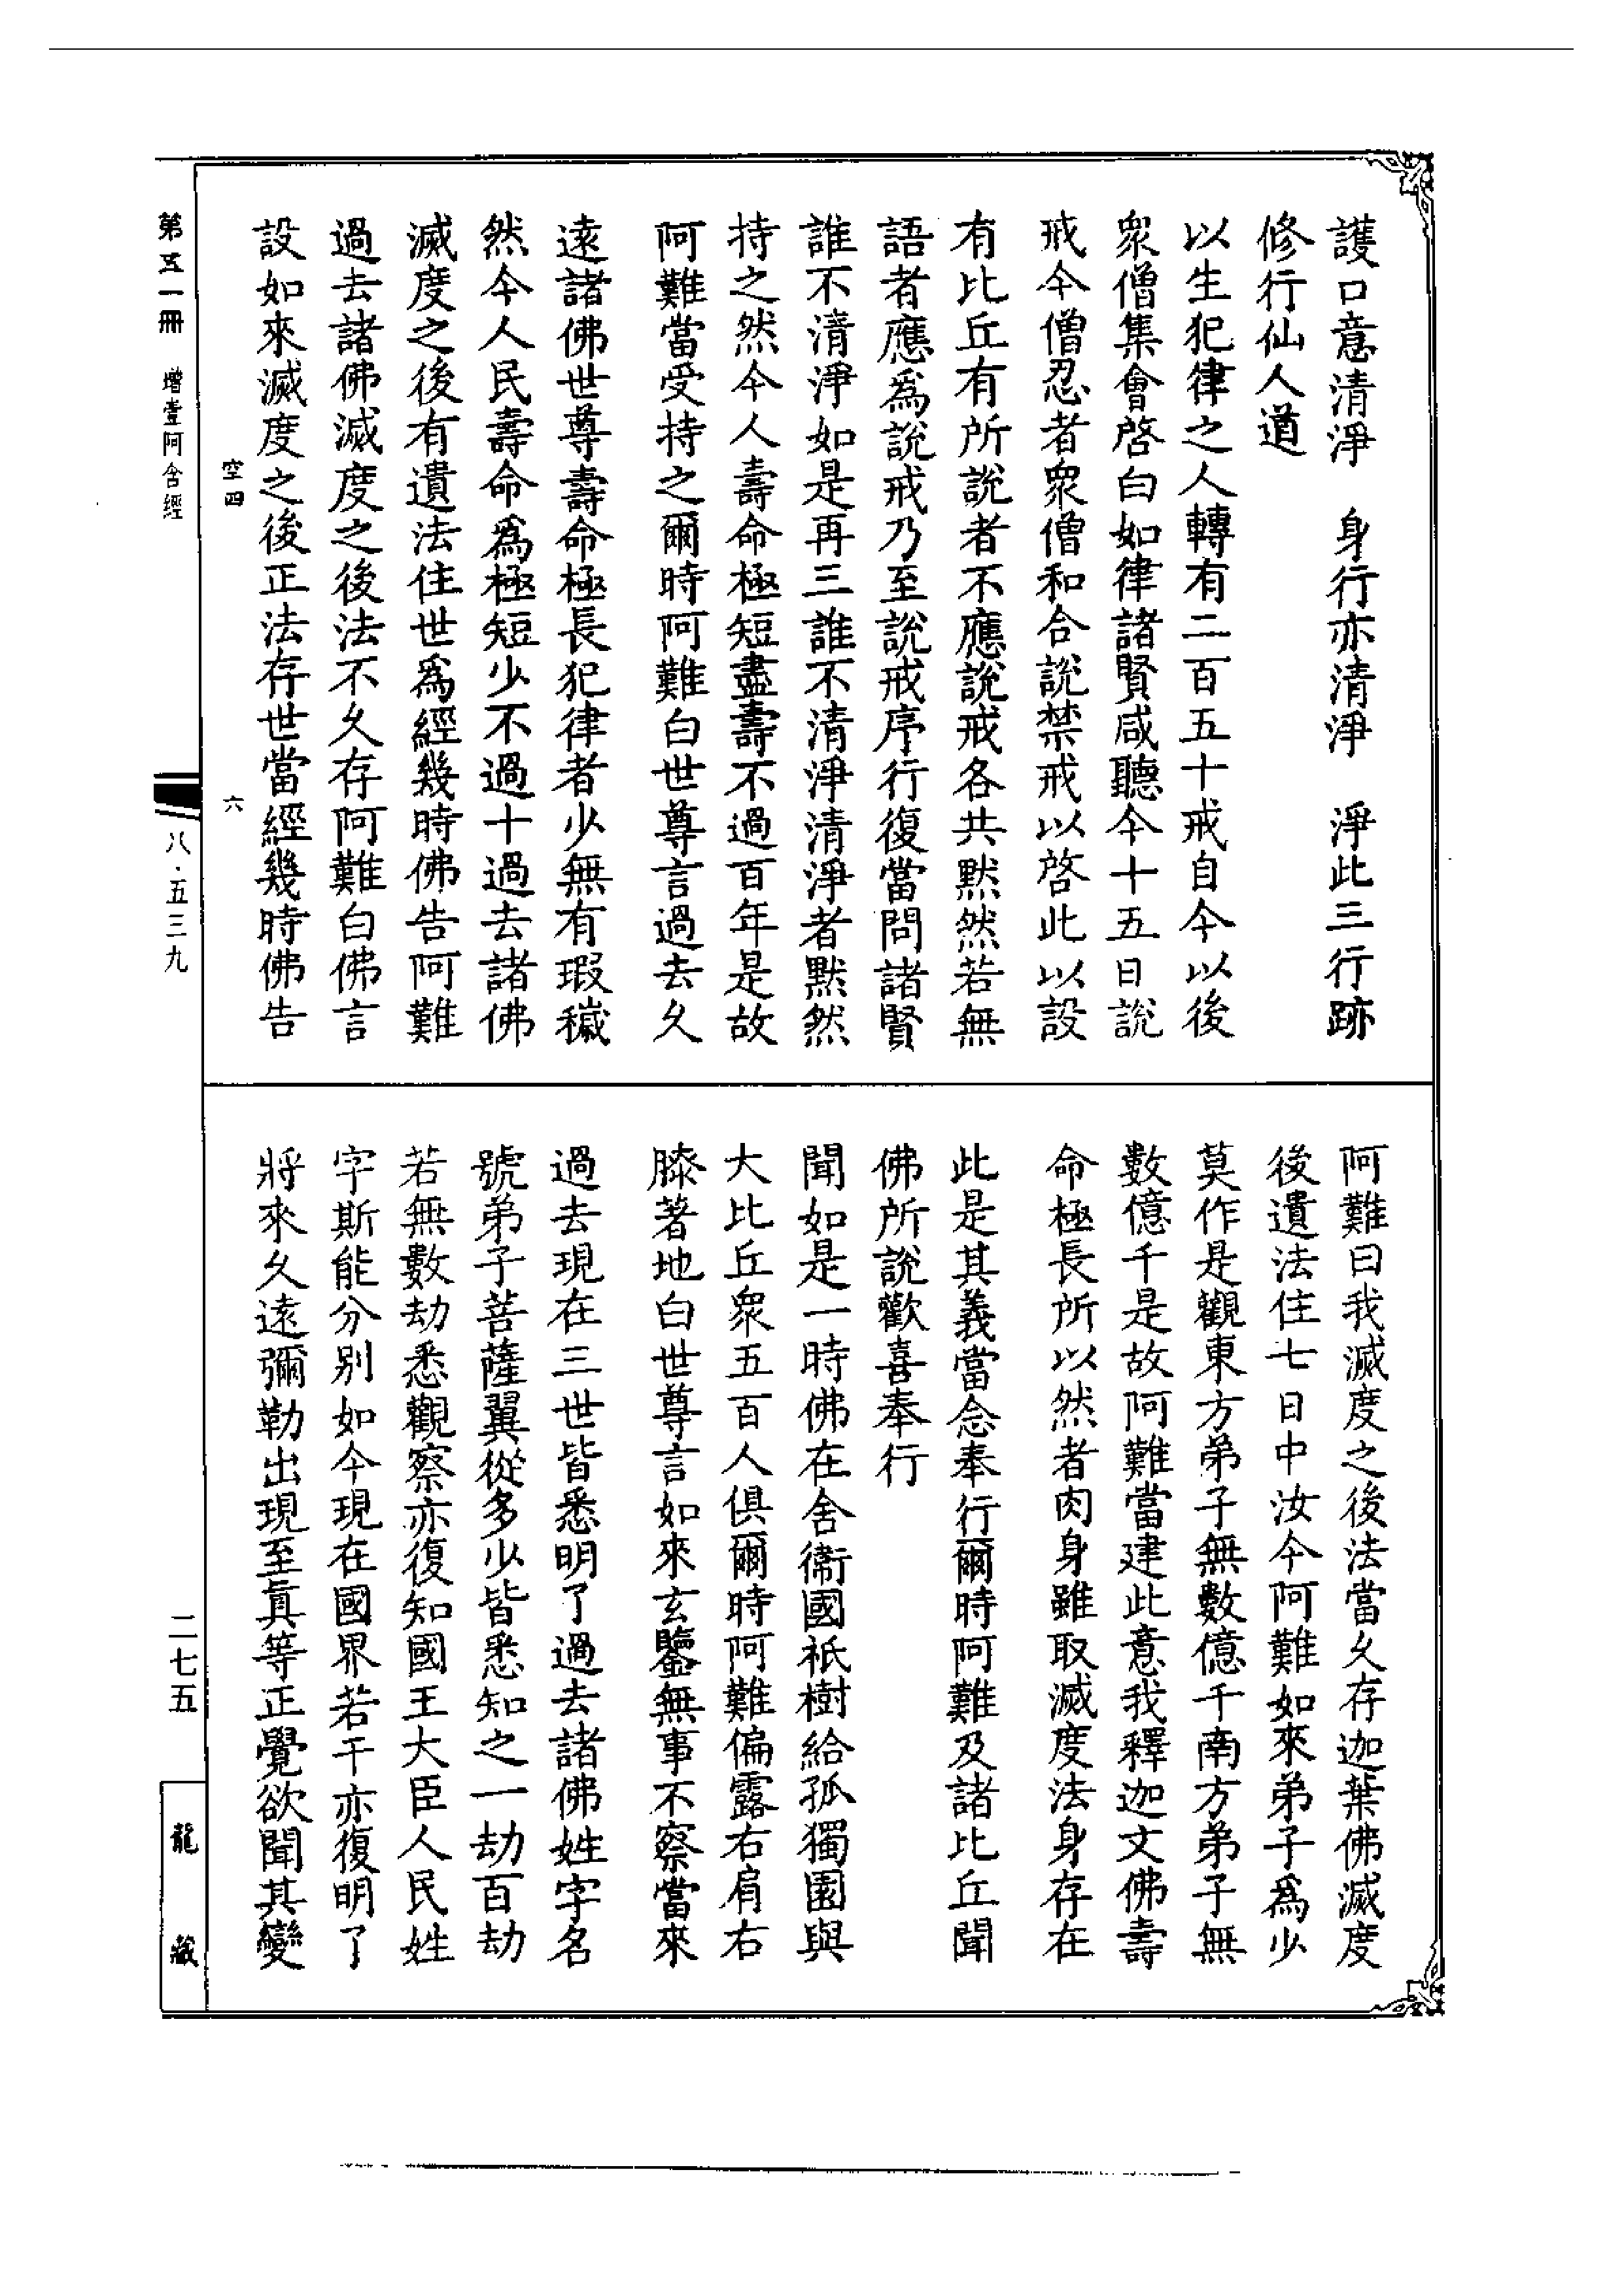 護口意清淨　身行亦清淨　淨此三行跡
修行仙人道
以生犯律之人轉有二百五十戒自今以後
眾僧集會啓白如律諸賢咸聽今十五日說
戒今僧忍者眾僧和合說禁戒以啓此以設
有比丘有所說者不應說戒各共默然若無
語者應爲說戒乃至說戒序行復當問諸賢
誰不清淨如是再三誰不清淨清淨者默然
持之然今人壽命極短盡壽不過百年是故
阿難當受持之爾時阿難白世尊言過去久
遠諸佛世尊壽命極長犯律者少無有瑕穢
然今人民壽命爲極短少不過十過去諸佛
滅度之後有遺法住世爲經幾時佛告阿難
過去諸佛滅度之後法不久存阿難白佛言
設如來滅度之後正法存世當經幾時佛告
阿難曰我滅度之後法當久存迦葉佛滅度
後遺法住七日中汝今阿難如來弟子爲少
莫作是觀東方弟子無數億千南方弟子無
數億千是故阿難當建此意我釋迦文佛壽
命極長所以然者肉身雖取滅度法身存在
此是其義當念奉行爾時阿難及諸比丘聞
佛所說歡喜奉行
聞如是一時佛在舍衞國祇樹給孤獨園與
大比丘眾五百人俱爾時阿難偏露右肩右
膝著地白世尊言如來玄鑒無事不察當來
過去現在三世皆悉明了過去諸佛姓字名
號弟子菩薩翼從多少皆悉知之一劫百劫
若無數劫悉觀察亦復知國王大臣人民姓
字斯能分別如今現在國界若干亦復明了
將來久遠彌勒出現至眞等正覺欲聞其變
空四　六
第五一冊　增壹阿含經　八·五三九　二七五
龍藏